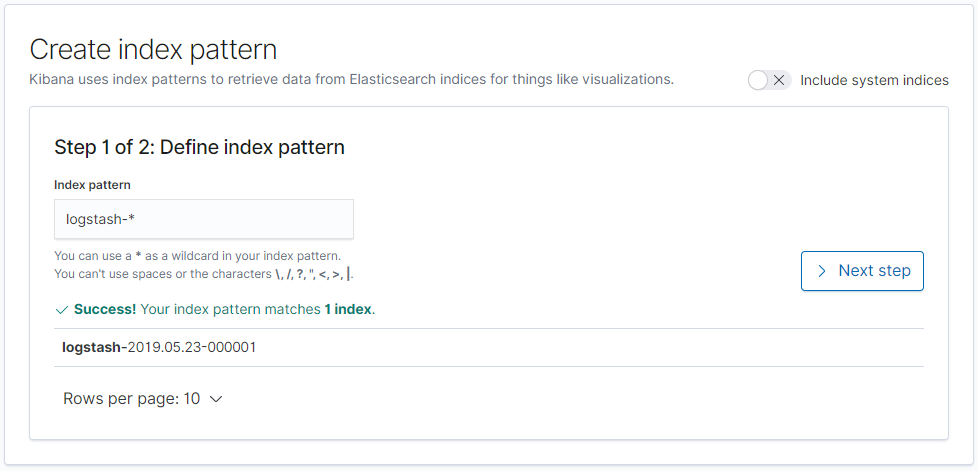 Create index pattern
Kibana uses index patterns to retrieve data from Elasticsearch indices for things like visualizations.
Include system indices
Step 1 of 2: Define index pattern
Index pattern
logstash-*
You can use a * as a wildcard in your index pattern.
You can't use spaces or the characters \, /, ?, ", <, >, |.
Next step
Success! Your index pattern matches 1 index.
logstash-2019.05.23-000001
Rows per page: 10